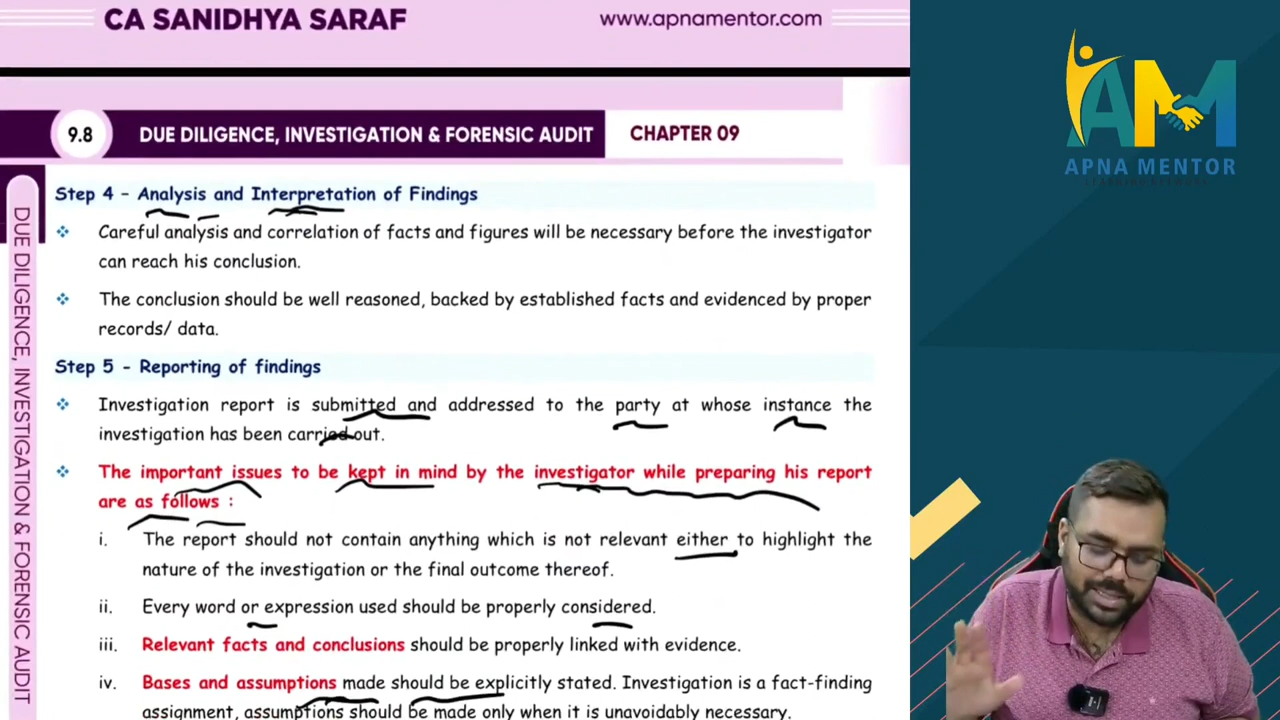 CA SANIDHYA SARAF
www.apnamentor.com
9.8
DUE DILIGENCE, INVESTIGATION & FORENSIC AUDIT
CHAPTER 09
DUE DILIGENCE, INVESTIGATION & FORENSIC AUDIT
Step 4 – Analysis and Interpretation of Findings
❖ Careful analysis and correlation of facts and figures will be necessary before the investigator
can reach his conclusion.
❖ The conclusion should be well reasoned, backed by established facts and evidenced by proper
records/ data.
Step 5 – Reporting of findings
❖ Investigation report is submitted and addressed to the party at whose instance the
investigation has been carried out.
❖ The important issues to be kept in mind by the investigator while preparing his report
are as follows :
i. The report should not contain anything which is not relevant either to highlight the
nature of the investigation or the final outcome thereof.
ii. Every word or expression used should be properly considered.
iii. Relevant facts and conclusions should be properly linked with evidence.
iv. Bases and assumptions made should be explicitly stated. Investigation is a fact-finding
assignment, assumptions should be made only when it is unavoidably necessary.
AM
APNA MENTOR